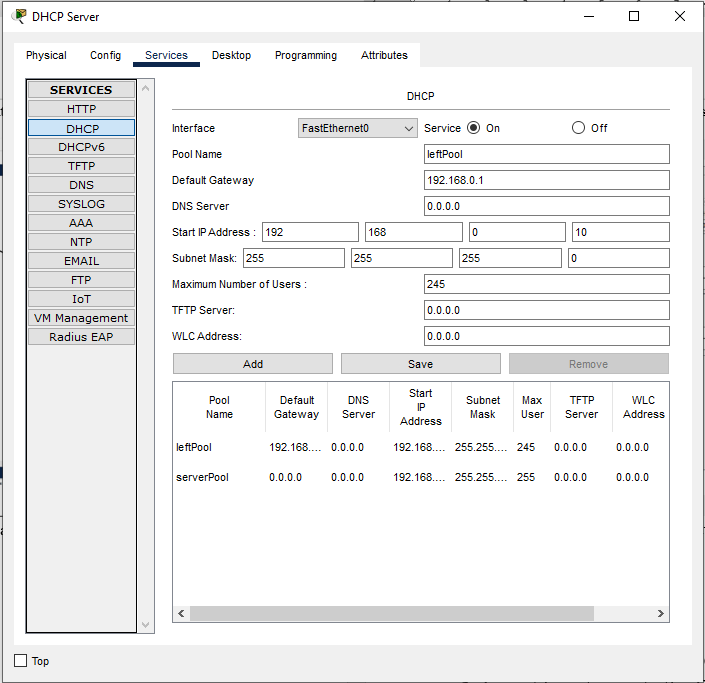 DHCP Server
Physical Config Services Desktop Programming Attributes
SERVICES
HTTP
DHCP
DHCPv6
TFTP
DNS
SYSLOG
AAA
NTP
EMAIL
FTP
IoT
VM Management
Radius EAP
DHCP
Interface FastEthernet0 Service On Off
Pool Name leftPool
Default Gateway 192.168.0.1
DNS Server 0.0.0.0
Start IP Address : 192 168 0 10
Subnet Mask: 255 255 255 0
Maximum Number of Users : 245
TFTP Server: 0.0.0.0
WLC Address: 0.0.0.0
Add Save Remove
Pool Name Default Gateway DNS Server Start IP Address Subnet Mask Max User TFTP Server WLC Address
leftPool 192.168.... 0.0.0.0 192.168.... 255.255.... 245 0.0.0.0 0.0.0.0
serverPool 0.0.0.0 0.0.0.0 192.168.... 255.255.... 255 0.0.0.0 0.0.0.0
Top